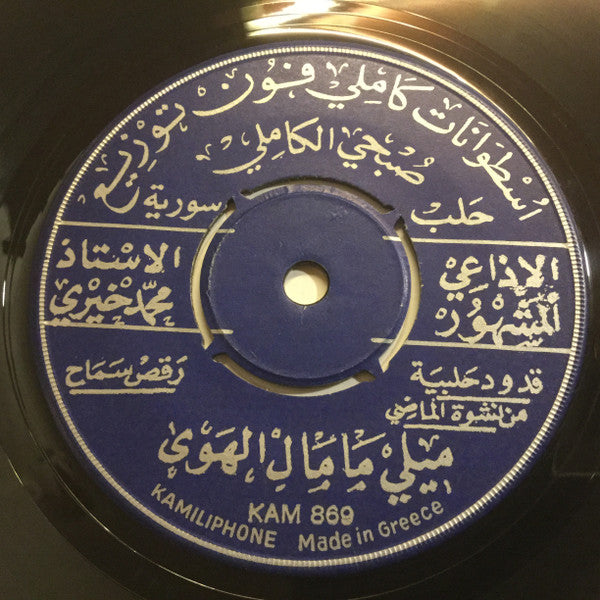 اسطوانات كاملي فون توزيع
صبحي الكاملي
حلب سورية
الإذاعي الاستاذ
المشهور محمد خيري
قدود حلبية رقص سماح
من نشوة الماضي
ميلي ما مال الهوى
KAM 869
KAMILIPHONE Made in Greece